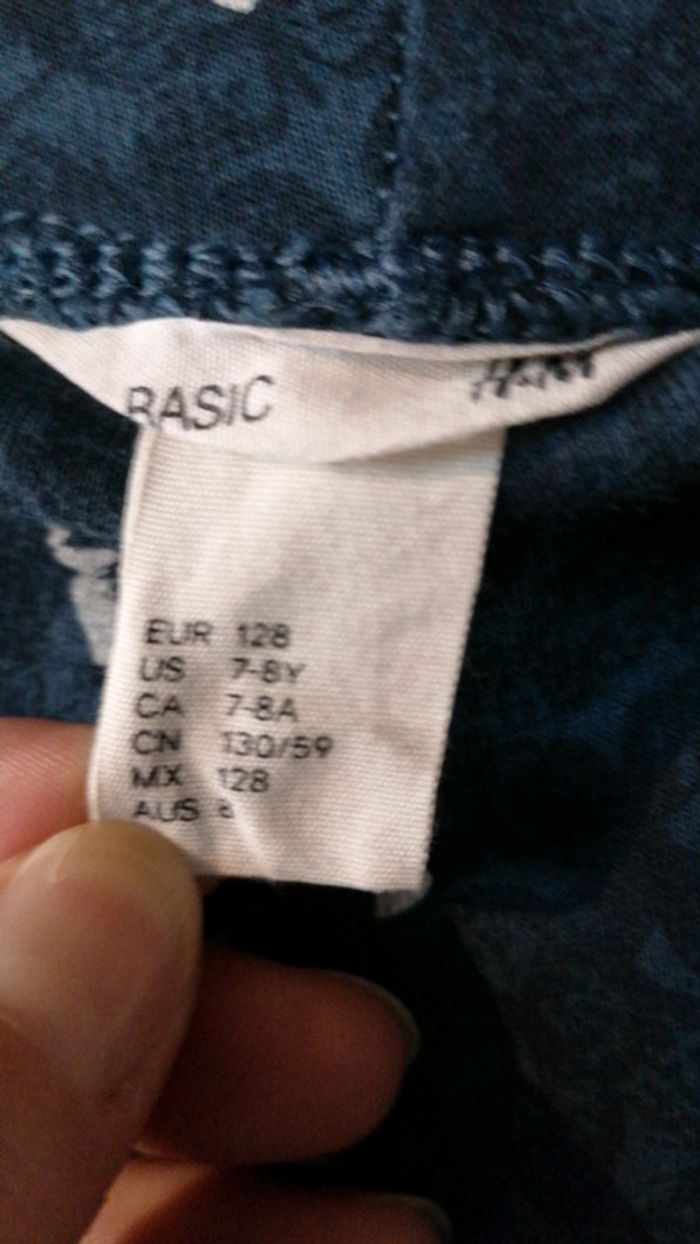 BASIC H&M
EUR 128
US 7-8Y
CA 7-8A
CN 130/59
MX 128
AUS 8